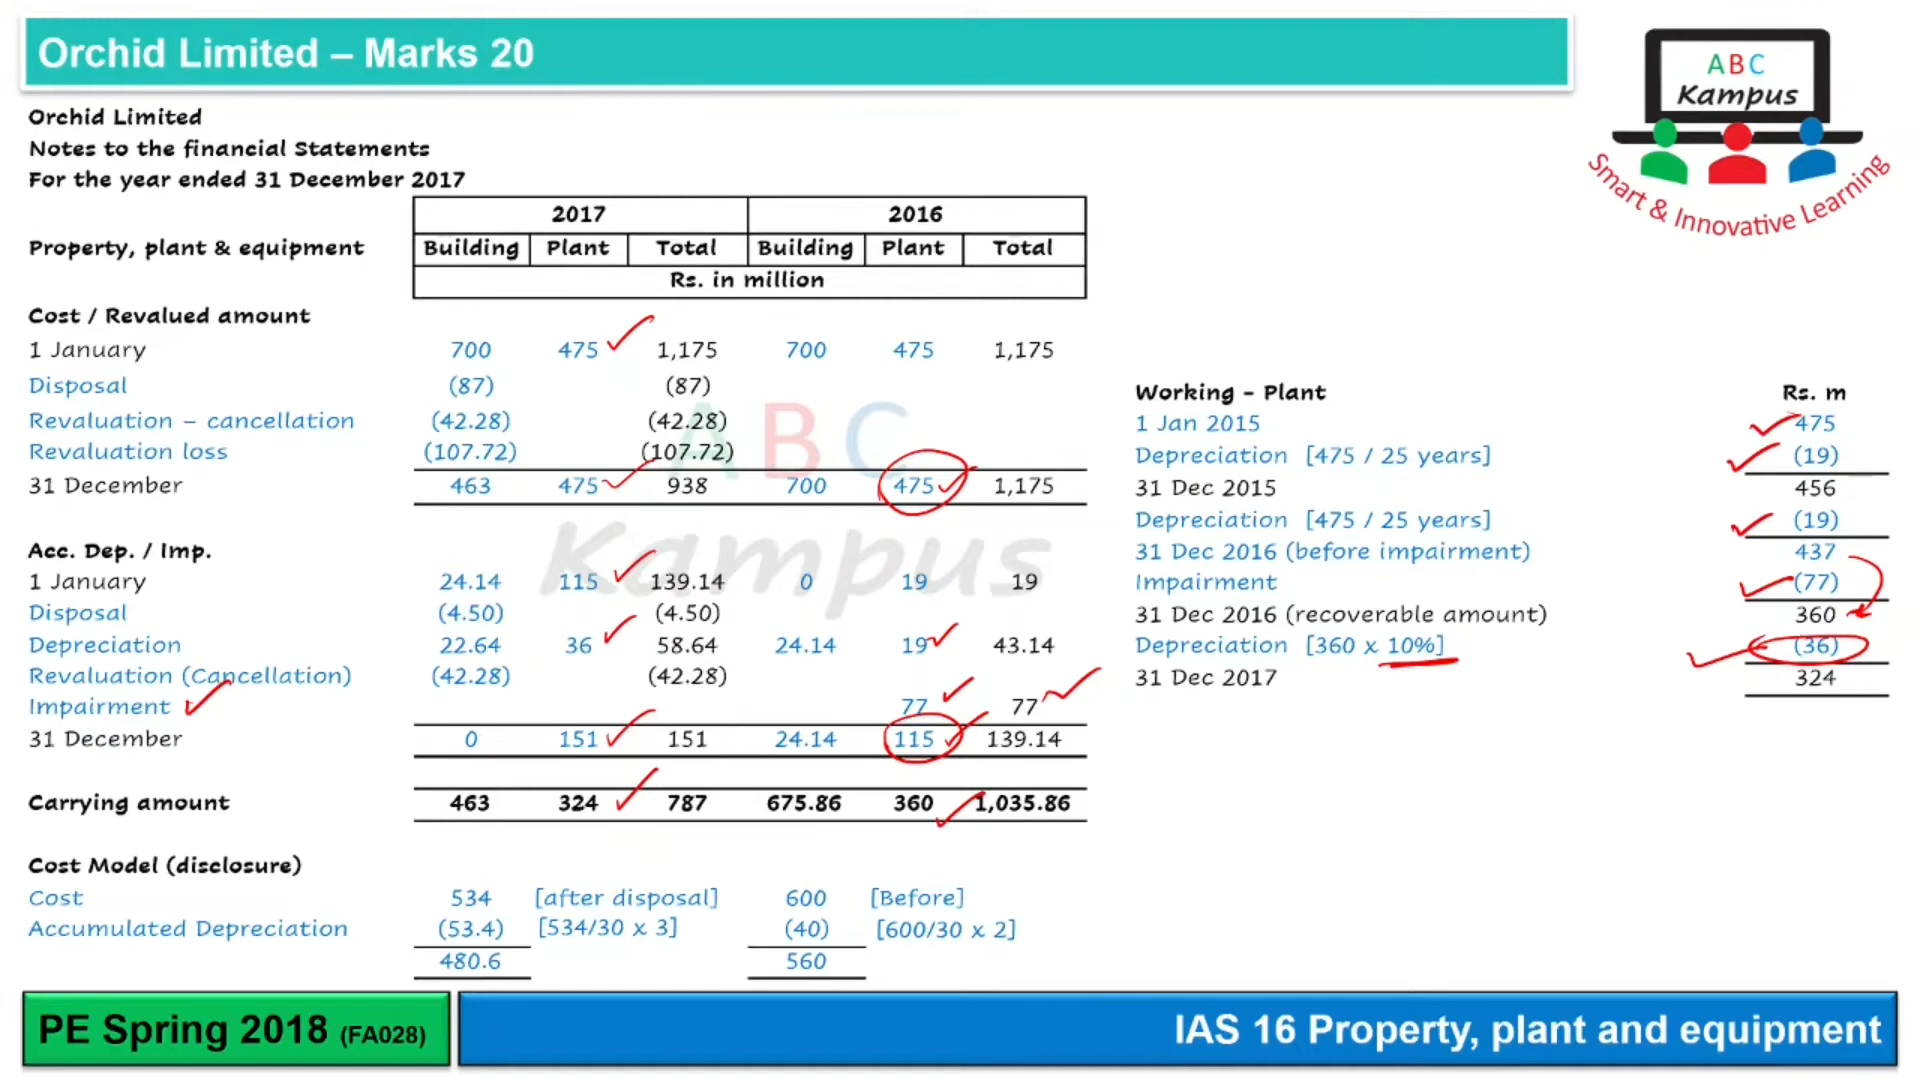 Orchid Limited – Marks 20
ABC
Kampus
Smart & Innovative Learning
Orchid Limited
Notes to the financial Statements
For the year ended 31 December 2017
2017 2016
Property, plant & equipment Building Plant Total Building Plant Total
Rs. in million
Cost / Revalued amount
1 January 700 475 1,175 700 475 1,175
Disposal (87) (87)
Revaluation – cancellation (42.28) (42.28)
Revaluation loss (107.72) (107.72)
31 December 463 475 938 700 475 1,175
Acc. Dep. / Imp.
1 January 24.14 115 139.14 0 19 19
Disposal (4.50) (4.50)
Depreciation 22.64 36 58.64 24.14 19 43.14
Revaluation (Cancellation) (42.28) (42.28)
Impairment 77 77
31 December 0 151 151 24.14 115 139.14
Carrying amount 463 324 787 675.86 360 1,035.86
Cost Model (disclosure)
Cost 534 [after disposal] 600 [Before]
Accumulated Depreciation (53.4) [534/30 x 3] (40) [600/30 x 2]
480.6 560
Working - Plant Rs. m
1 Jan 2015 475
Depreciation [475 / 25 years] (19)
31 Dec 2015 456
Depreciation [475 / 25 years] (19)
31 Dec 2016 (before impairment) 437
Impairment (77)
31 Dec 2016 (recoverable amount) 360
Depreciation [360 x 10%] (36)
31 Dec 2017 324
ABC
Kampus
PE Spring 2018 (FA028)
IAS 16 Property, plant and equipment